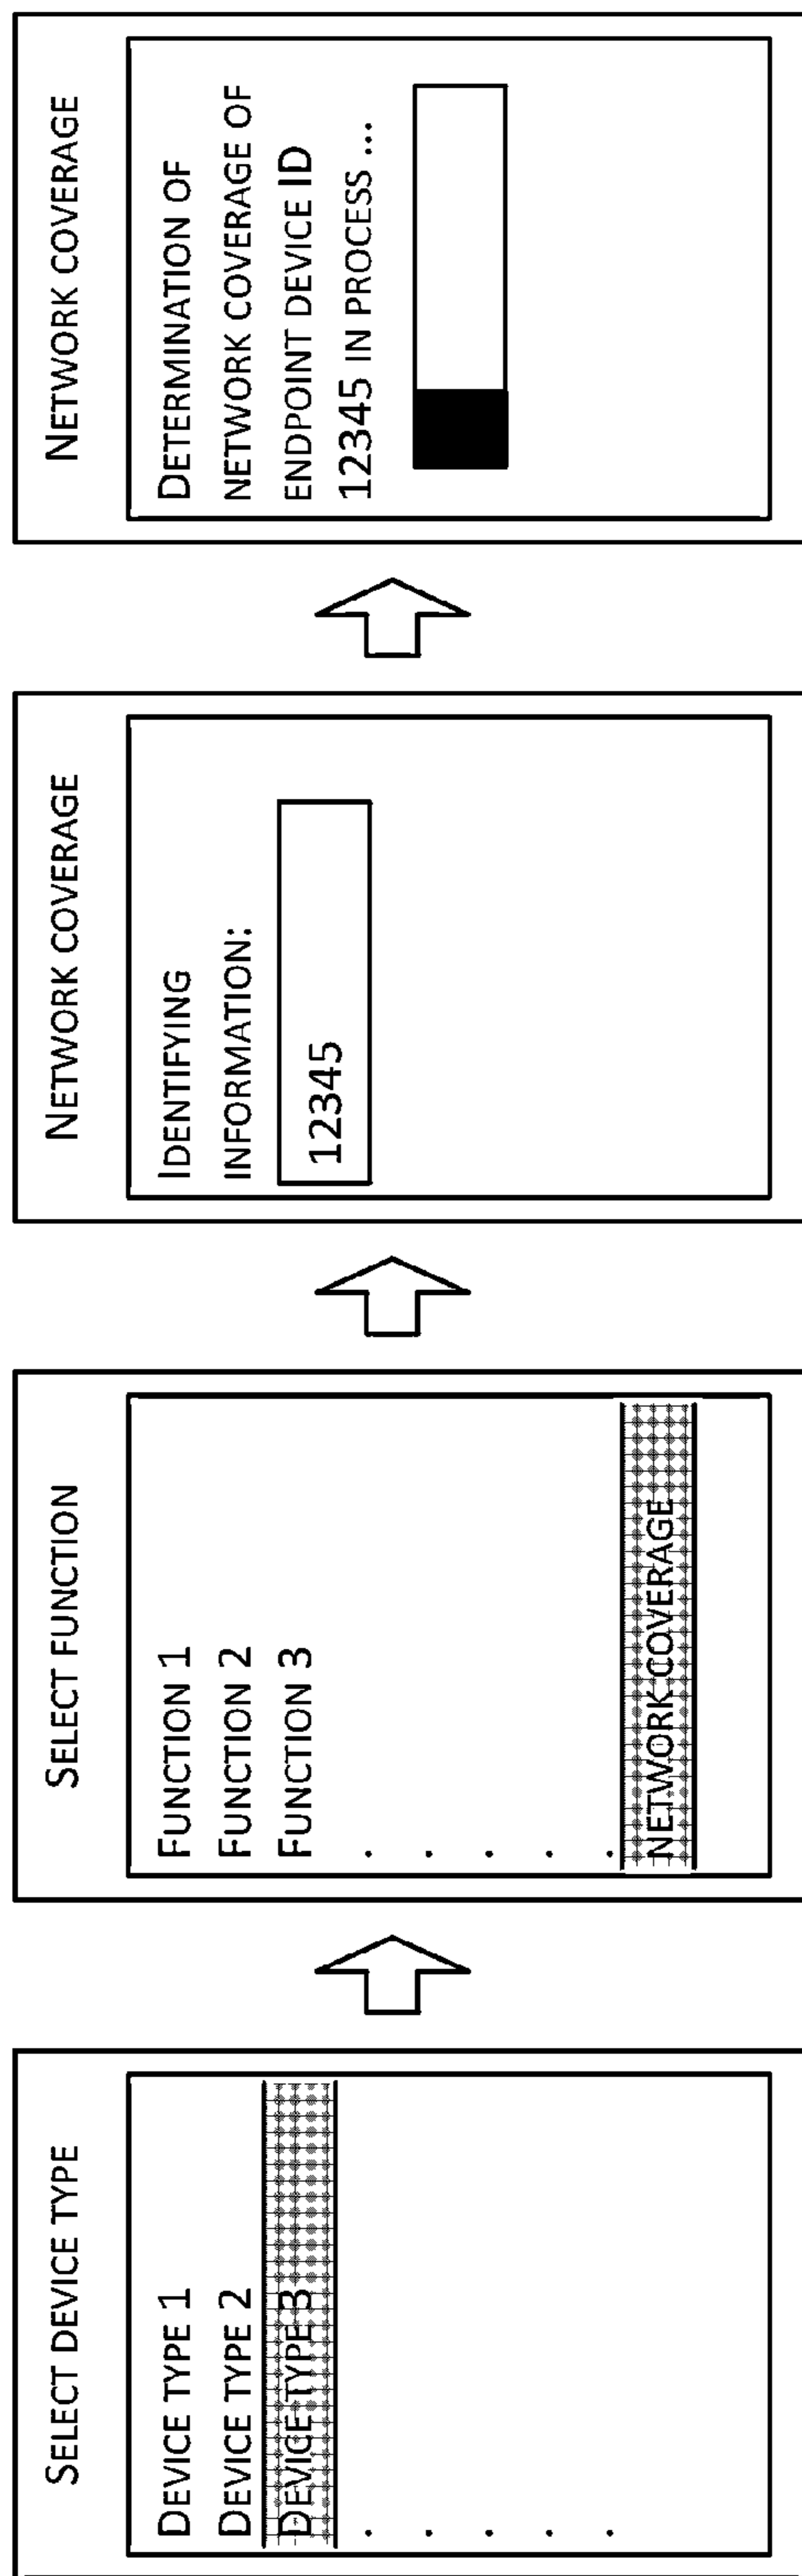 SELECT DEVICE TYPE
DEVICE TYPE 1
DEVICE TYPE 2
DEVICE TYPE 3
.
.
.
.
.
SELECT FUNCTION
FUNCTION 1
FUNCTION 2
FUNCTION 3
.
.
.
.
.
NETWORK COVERAGE
NETWORK COVERAGE
IDENTIFYING
INFORMATION:
12345
NETWORK COVERAGE
DETERMINATION OF
NETWORK COVERAGE OF
ENDPOINT DEVICE ID
12345 IN PROCESS ...